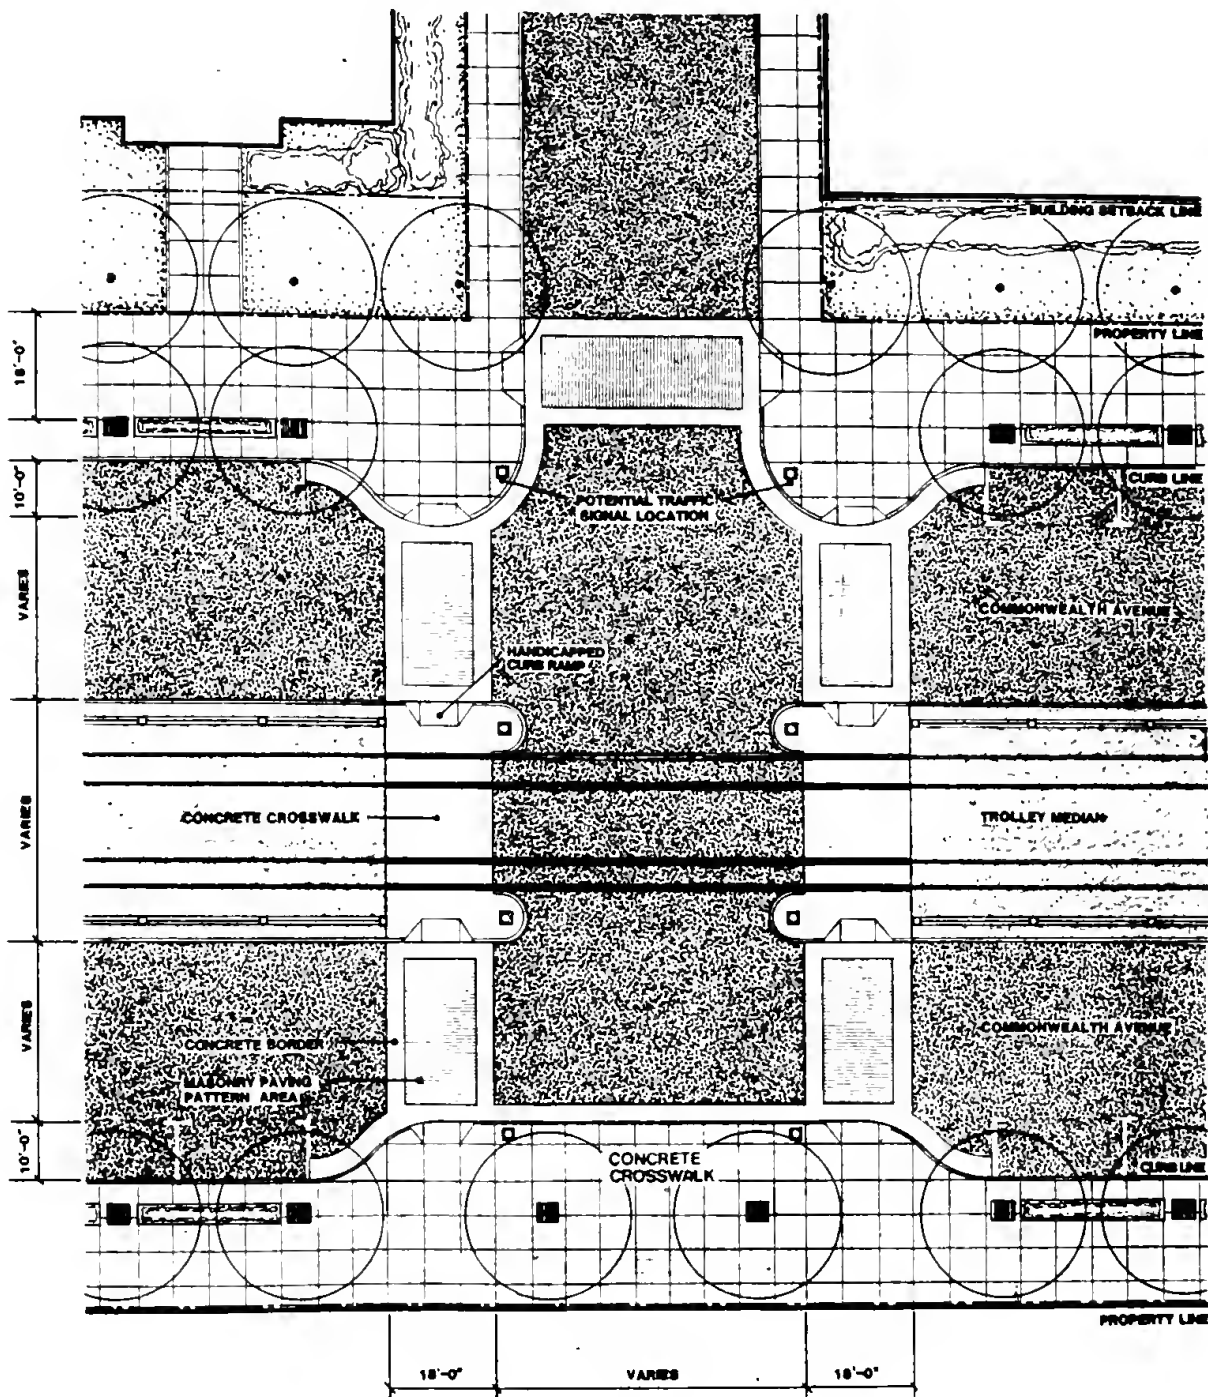 BUILDING SETBACK LINE
PROPERTY LINE
18'-0"
10'-0"
CURB LINE
POTENTIAL TRAFFIC
SIGNAL LOCATION
VARIES
COMMONWEALTH AVENUE
HANDICAPPED
CURB RAMP
VARIES
CONCRETE CROSSWALK
TROLLEY MEDIAN
VARIES
COMMONWEALTH AVENUE
CONCRETE BORDER
MASONRY PAVING
PATTERN AREA
10'-0"
CONCRETE
CROSSWALK
CURB LINE
PROPERTY LINE
18'-0"
VARIES
18'-0"